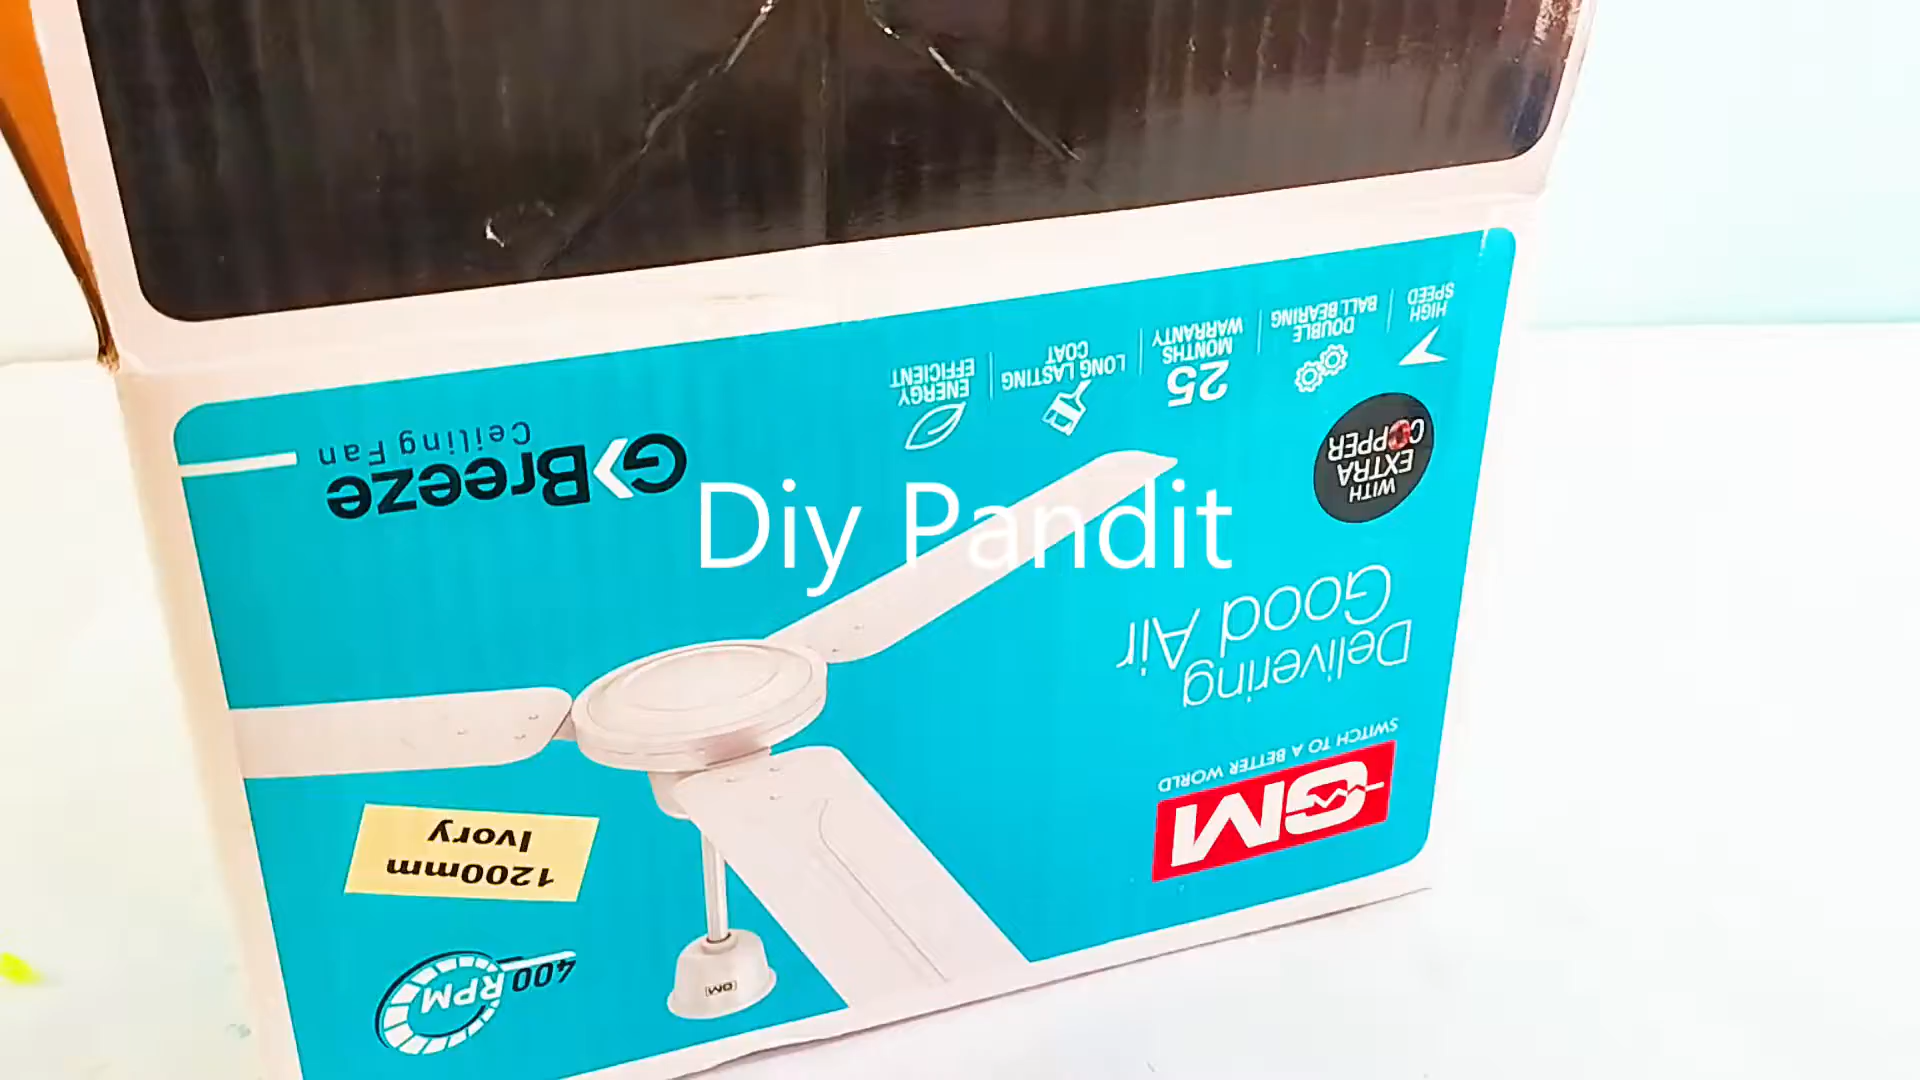 Diy Pandit
GM
SWITCH TO A BETTER WORLD
Delivering
Good Air
WITH
EXTRA
COPPER
HIGH
SPEED
DOUBLE
BALL BEARING
25
MONTHS
WARRANTY
LONG LASTING
COAT
ENERGY
EFFICIENT
G Breeze
Ceiling Fan
1200mm
Ivory
400 RPM
GM